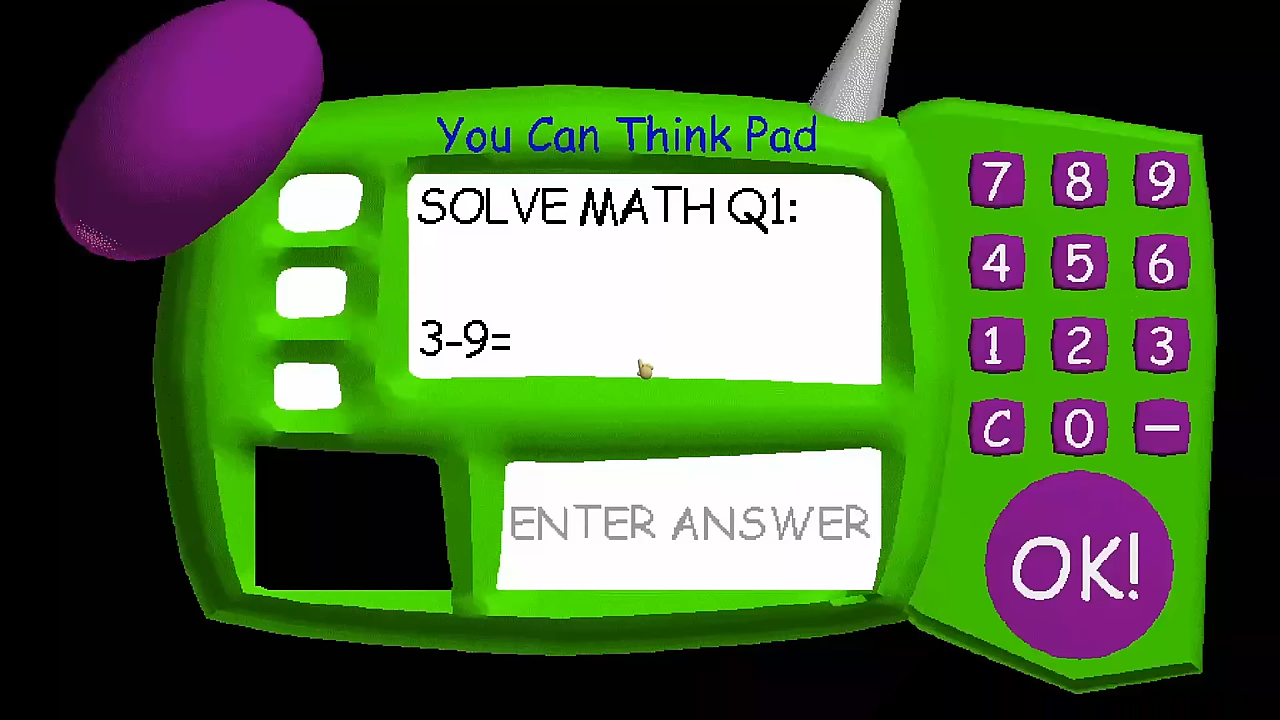 You Can Think Pad
SOLVE MATH Q1:
3-9=
ENTER ANSWER
7 8 9
4 5 6
1 2 3
C 0 −
OK!